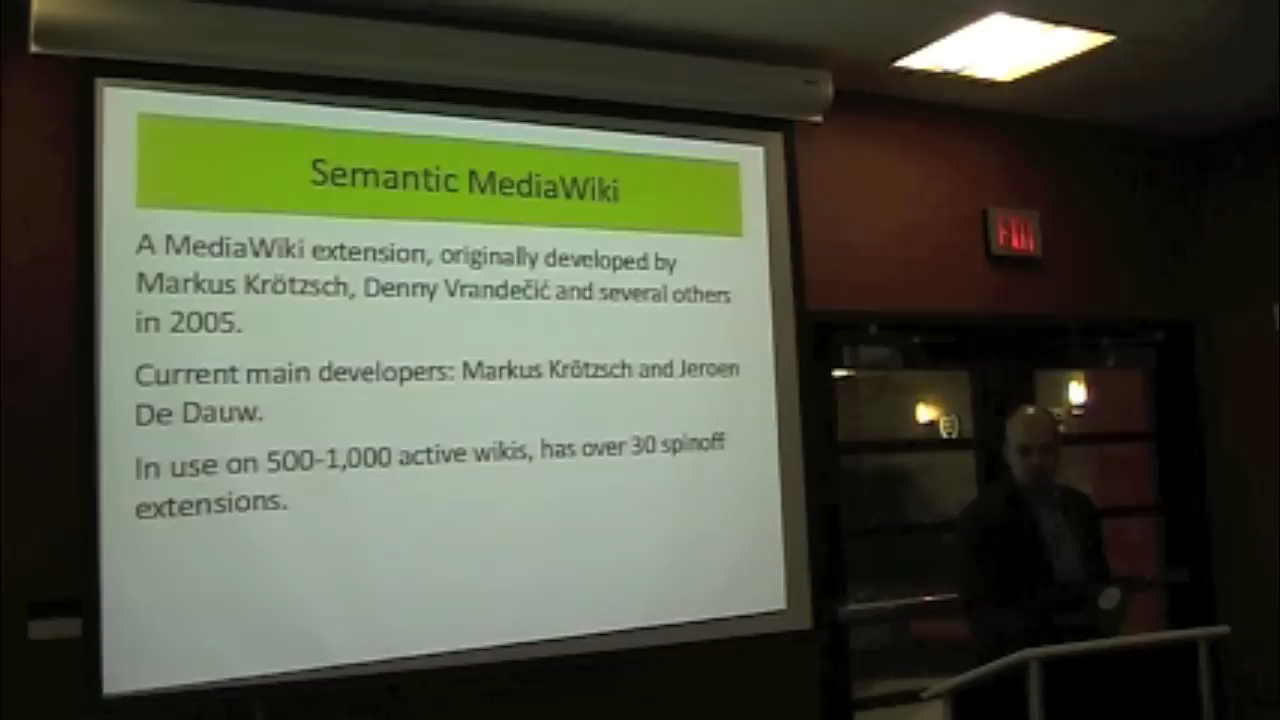 Semantic MediaWiki
A MediaWiki extension, originally developed by
Markus Krötzsch, Denny Vrandečić and several others
in 2005.
Current main developers: Markus Krötzsch and Jeroen
De Dauw.
In use on 500-1,000 active wikis, has over 30 spinoff
extensions.
EXIT